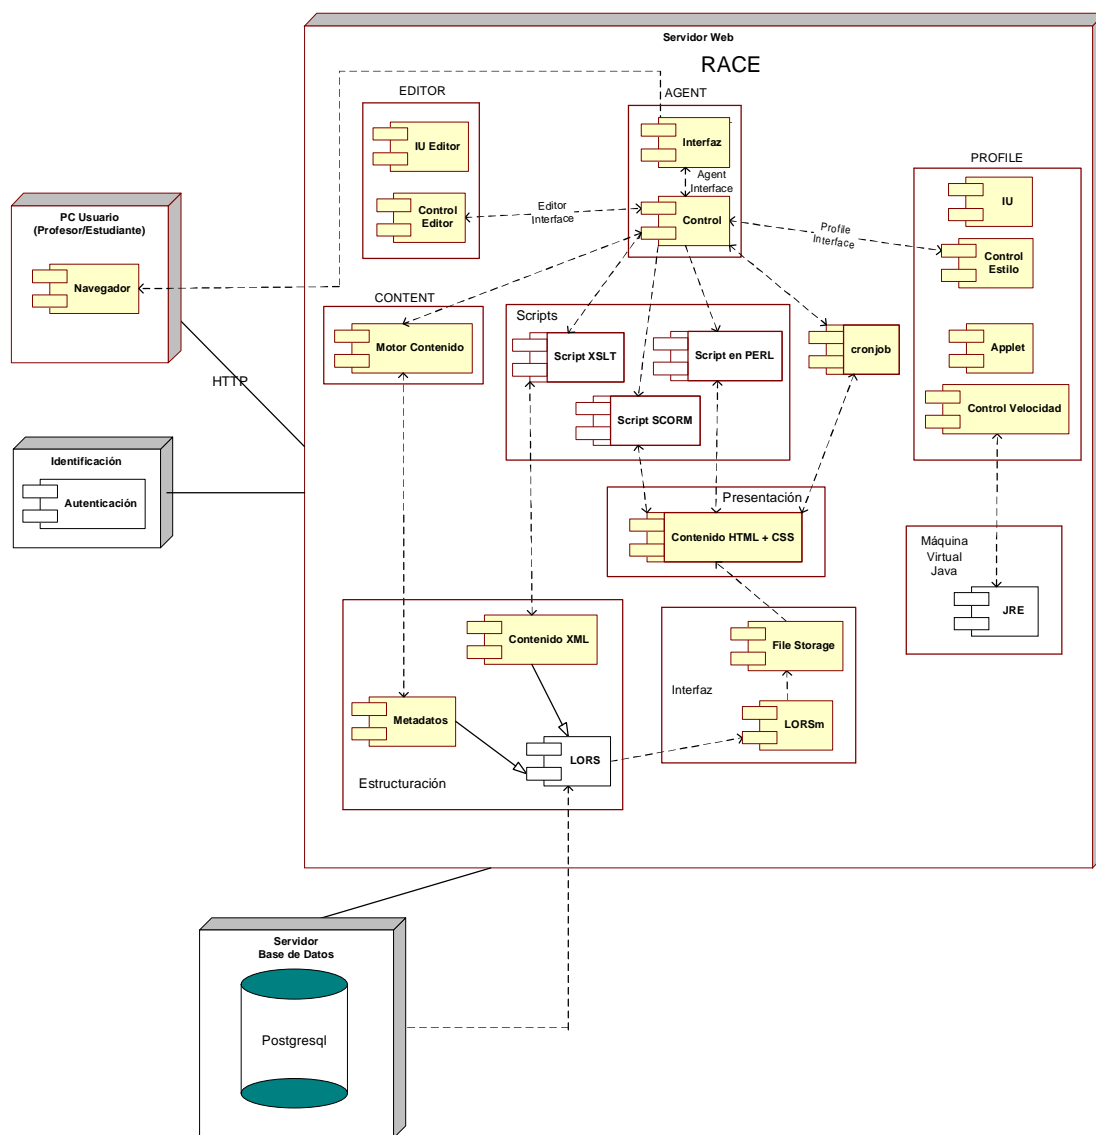 Servidor Web
RACE
EDITOR
AGENT
IU Editor
Interfaz
PROFILE
Agent
Interface
IU
PC Usuario
(Profesor/Estudiante)
Control
Editor
Editor
Interface
Control
Profile
Interface
Control
Estilo
Navegador
CONTENT
Scripts
Motor Contenido
Script XSLT
Script en PERL
cronjob
Applet
HTTP
Script SCORM
Control Velocidad
Identificación
Autenticación
Presentación
Contenido HTML + CSS
Máquina
Virtual
Java
JRE
Contenido XML
File Storage
Interfaz
Metadatos
LORSm
LORS
Estructuración
Servidor
Base de Datos
Postgresql